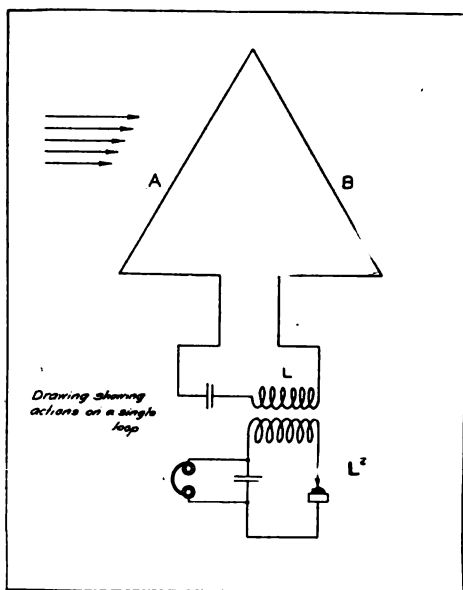 A
B
L
Drawing showing
actions on a single
loop
L²